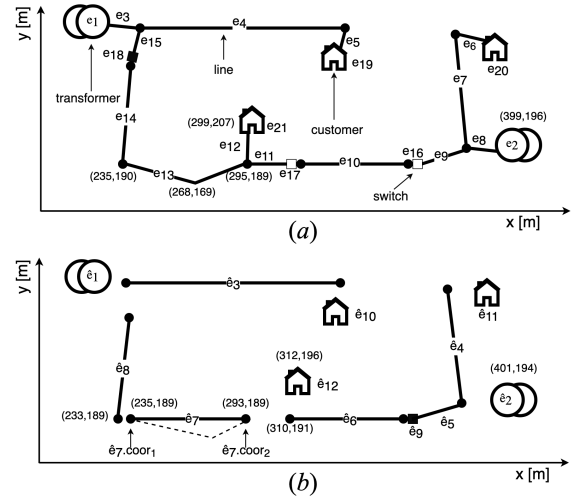 y [m]
e1
e3
e4
e5
e15
e18
line
e19
e6
e20
e7
transformer
e14
(299,207)
e21
customer
(399,196)
e12
e8
e2
(235,190)
e13
(268,169)
e11
(295,189)
e17
e10
e16
e9
switch
x [m]
(a)
y [m]
ê1
ê3
ê10
ê11
ê8
(312,196)
ê12
ê4
(401,194)
ê2
(233,189)
(235,189)
ê7
(293,189)
(310,191)
ê6
ê9
ê5
ê7.coor1
ê7.coor2
x [m]
(b)